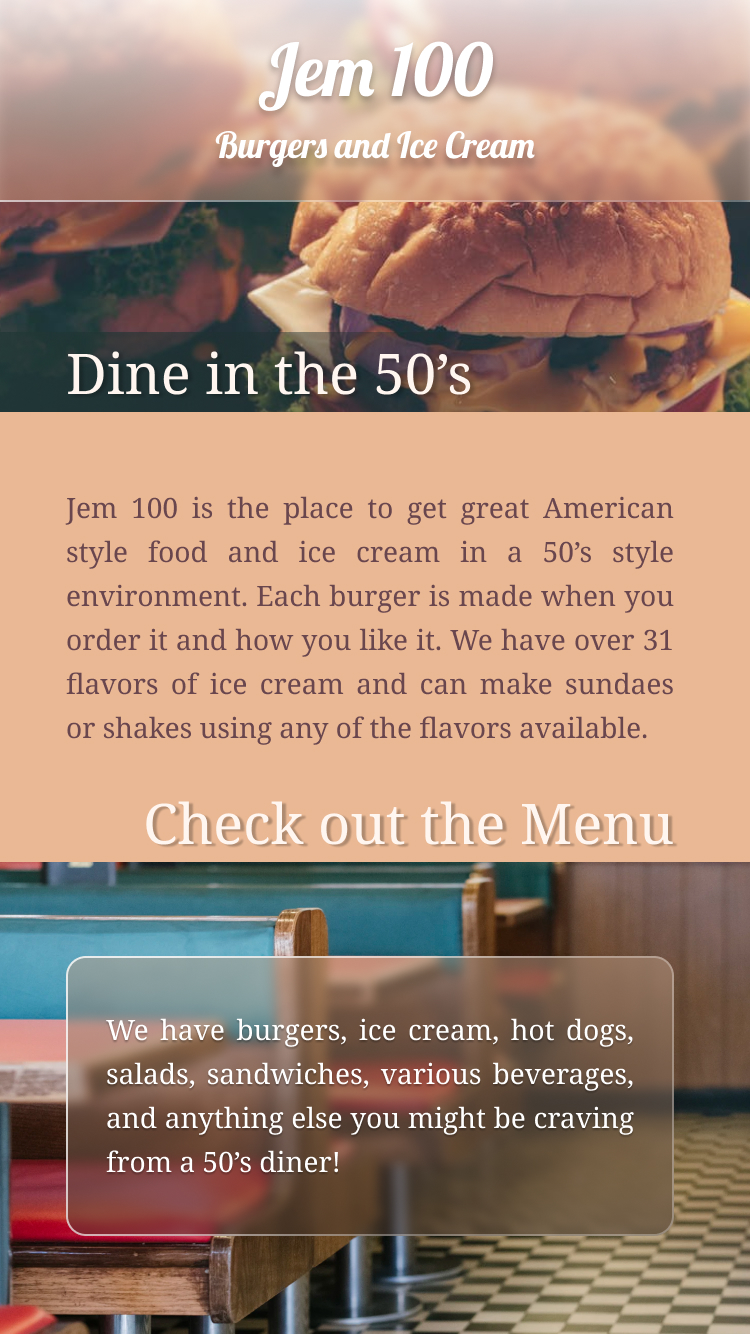 Jem 100
Burgers and Ice Cream
Dine in the 50’s
Jem 100 is the place to get great American
style food and ice cream in a 50’s style
environment. Each burger is made when you
order it and how you like it. We have over 31
flavors of ice cream and can make sundaes
or shakes using any of the flavors available.
Check out the Menu
We have burgers, ice cream, hot dogs,
salads, sandwiches, various beverages,
and anything else you might be craving
from a 50’s diner!